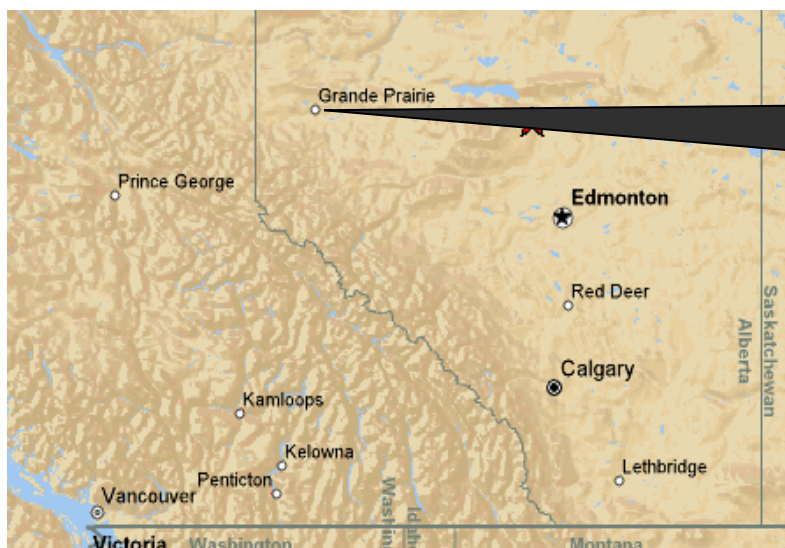 Grande Prairie
Prince George
Edmonton
Red Deer
Saskatchewan
Alberta
Calgary
Kamloops
Kelowna
Penticton
Lethbridge
Vancouver
Victoria
Washington
Montana